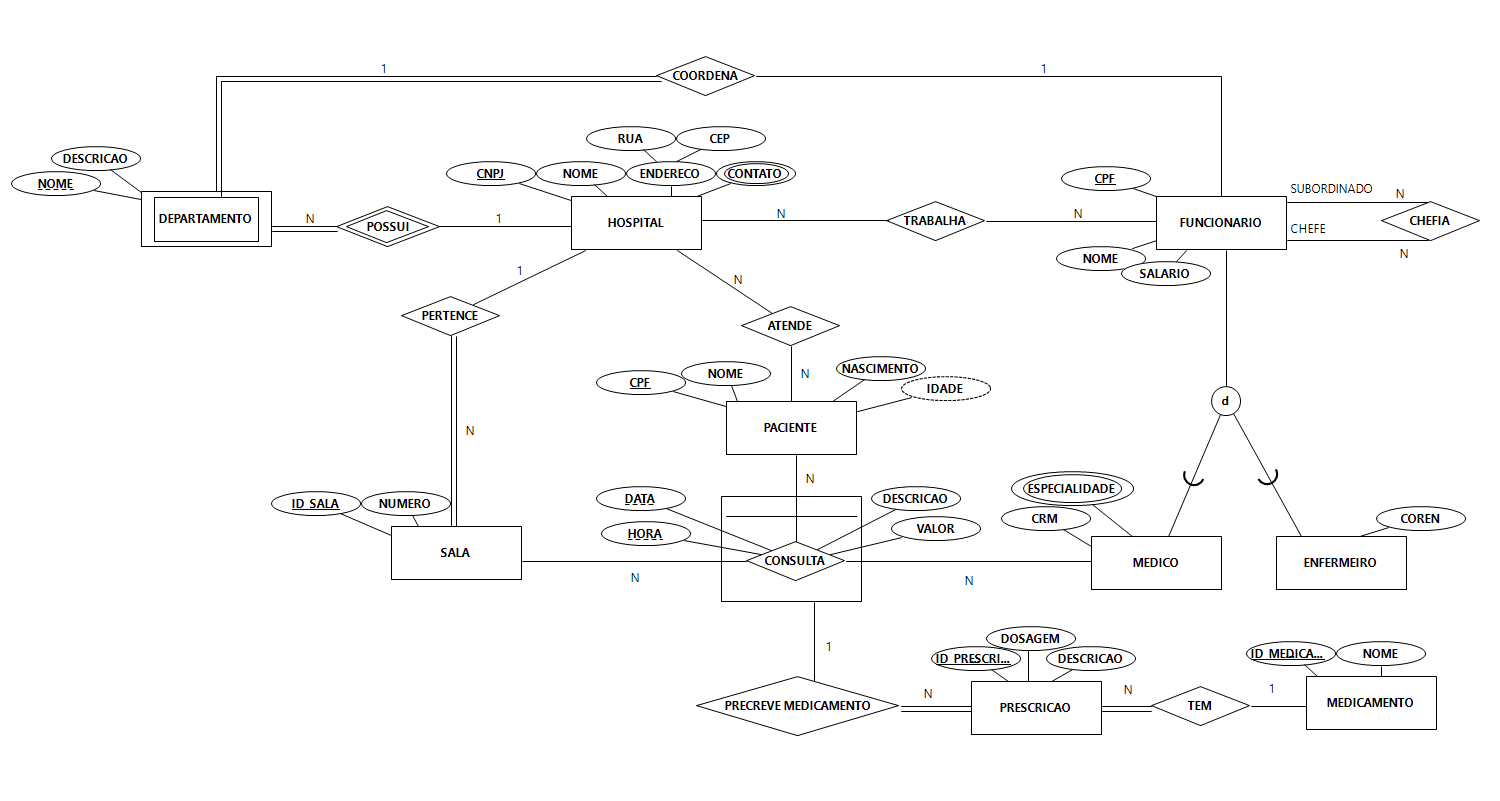 1
COORDENA
1
RUA
CEP
DESCRICAO
NOME
CNPJ
NOME
ENDERECO
CONTATO
CPF
SUBORDINADO
N
DEPARTAMENTO
N
POSSUI
1
HOSPITAL
N
TRABALHA
N
FUNCIONARIO
CHEFIA
CHEFE
N
NOME
SALARIO
1
N
PERTENCE
ATENDE
CPF
NOME
N
NASCIMENTO
IDADE
d
N
PACIENTE
N
ID_SALA
NUMERO
DATA
HORA
DESCRICAO
VALOR
ESPECIALIDADE
CRM
COREN
SALA
N
CONSULTA
N
MEDICO
ENFERMEIRO
1
DOSAGEM
ID_PRESCRI...
DESCRICAO
ID_MEDICA...
NOME
PRECREVE MEDICAMENTO
N
PRESCRICAO
N
TEM
1
MEDICAMENTO